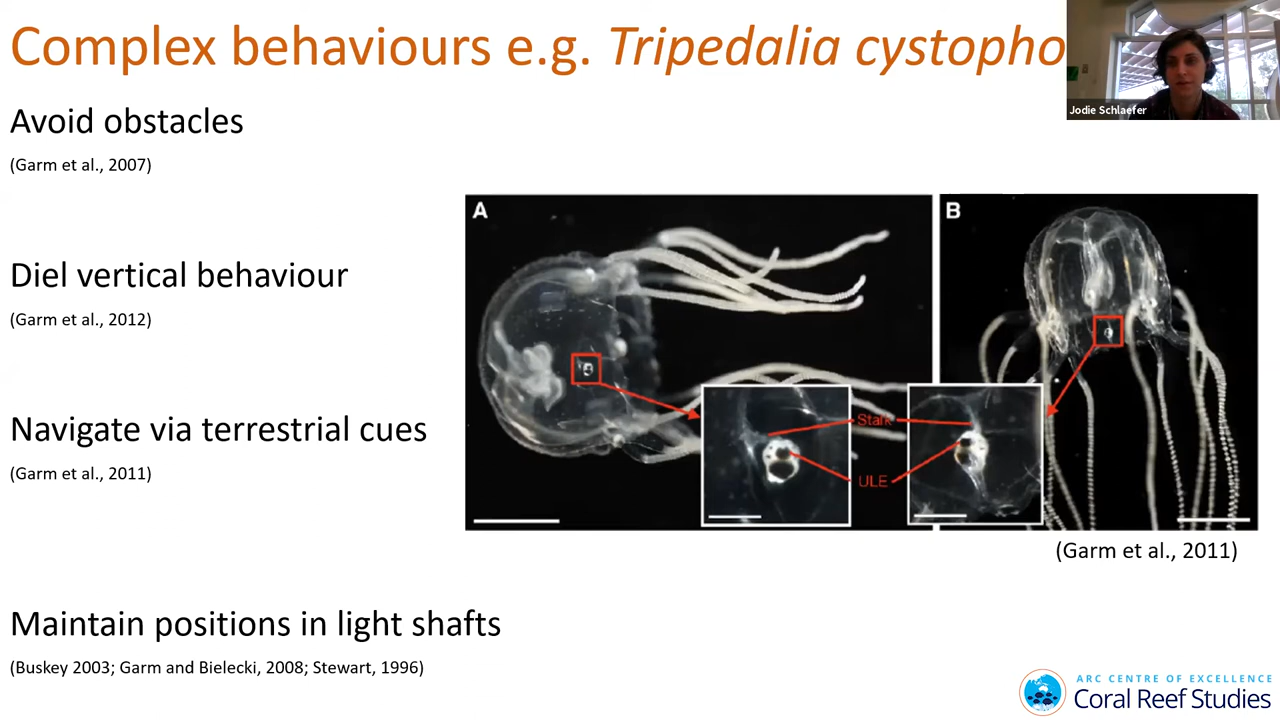 Complex behaviours e.g. Tripedalia cystopho
Jodie Schlaefer
Avoid obstacles
(Garm et al., 2007)
Diel vertical behaviour
(Garm et al., 2012)
Navigate via terrestrial cues
(Garm et al., 2011)
A
B
Stalk
ULE
(Garm et al., 2011)
Maintain positions in light shafts
(Buskey 2003; Garm and Bielecki, 2008; Stewart, 1996)
ARC CENTRE OF EXCELLENCE
Coral Reef Studies